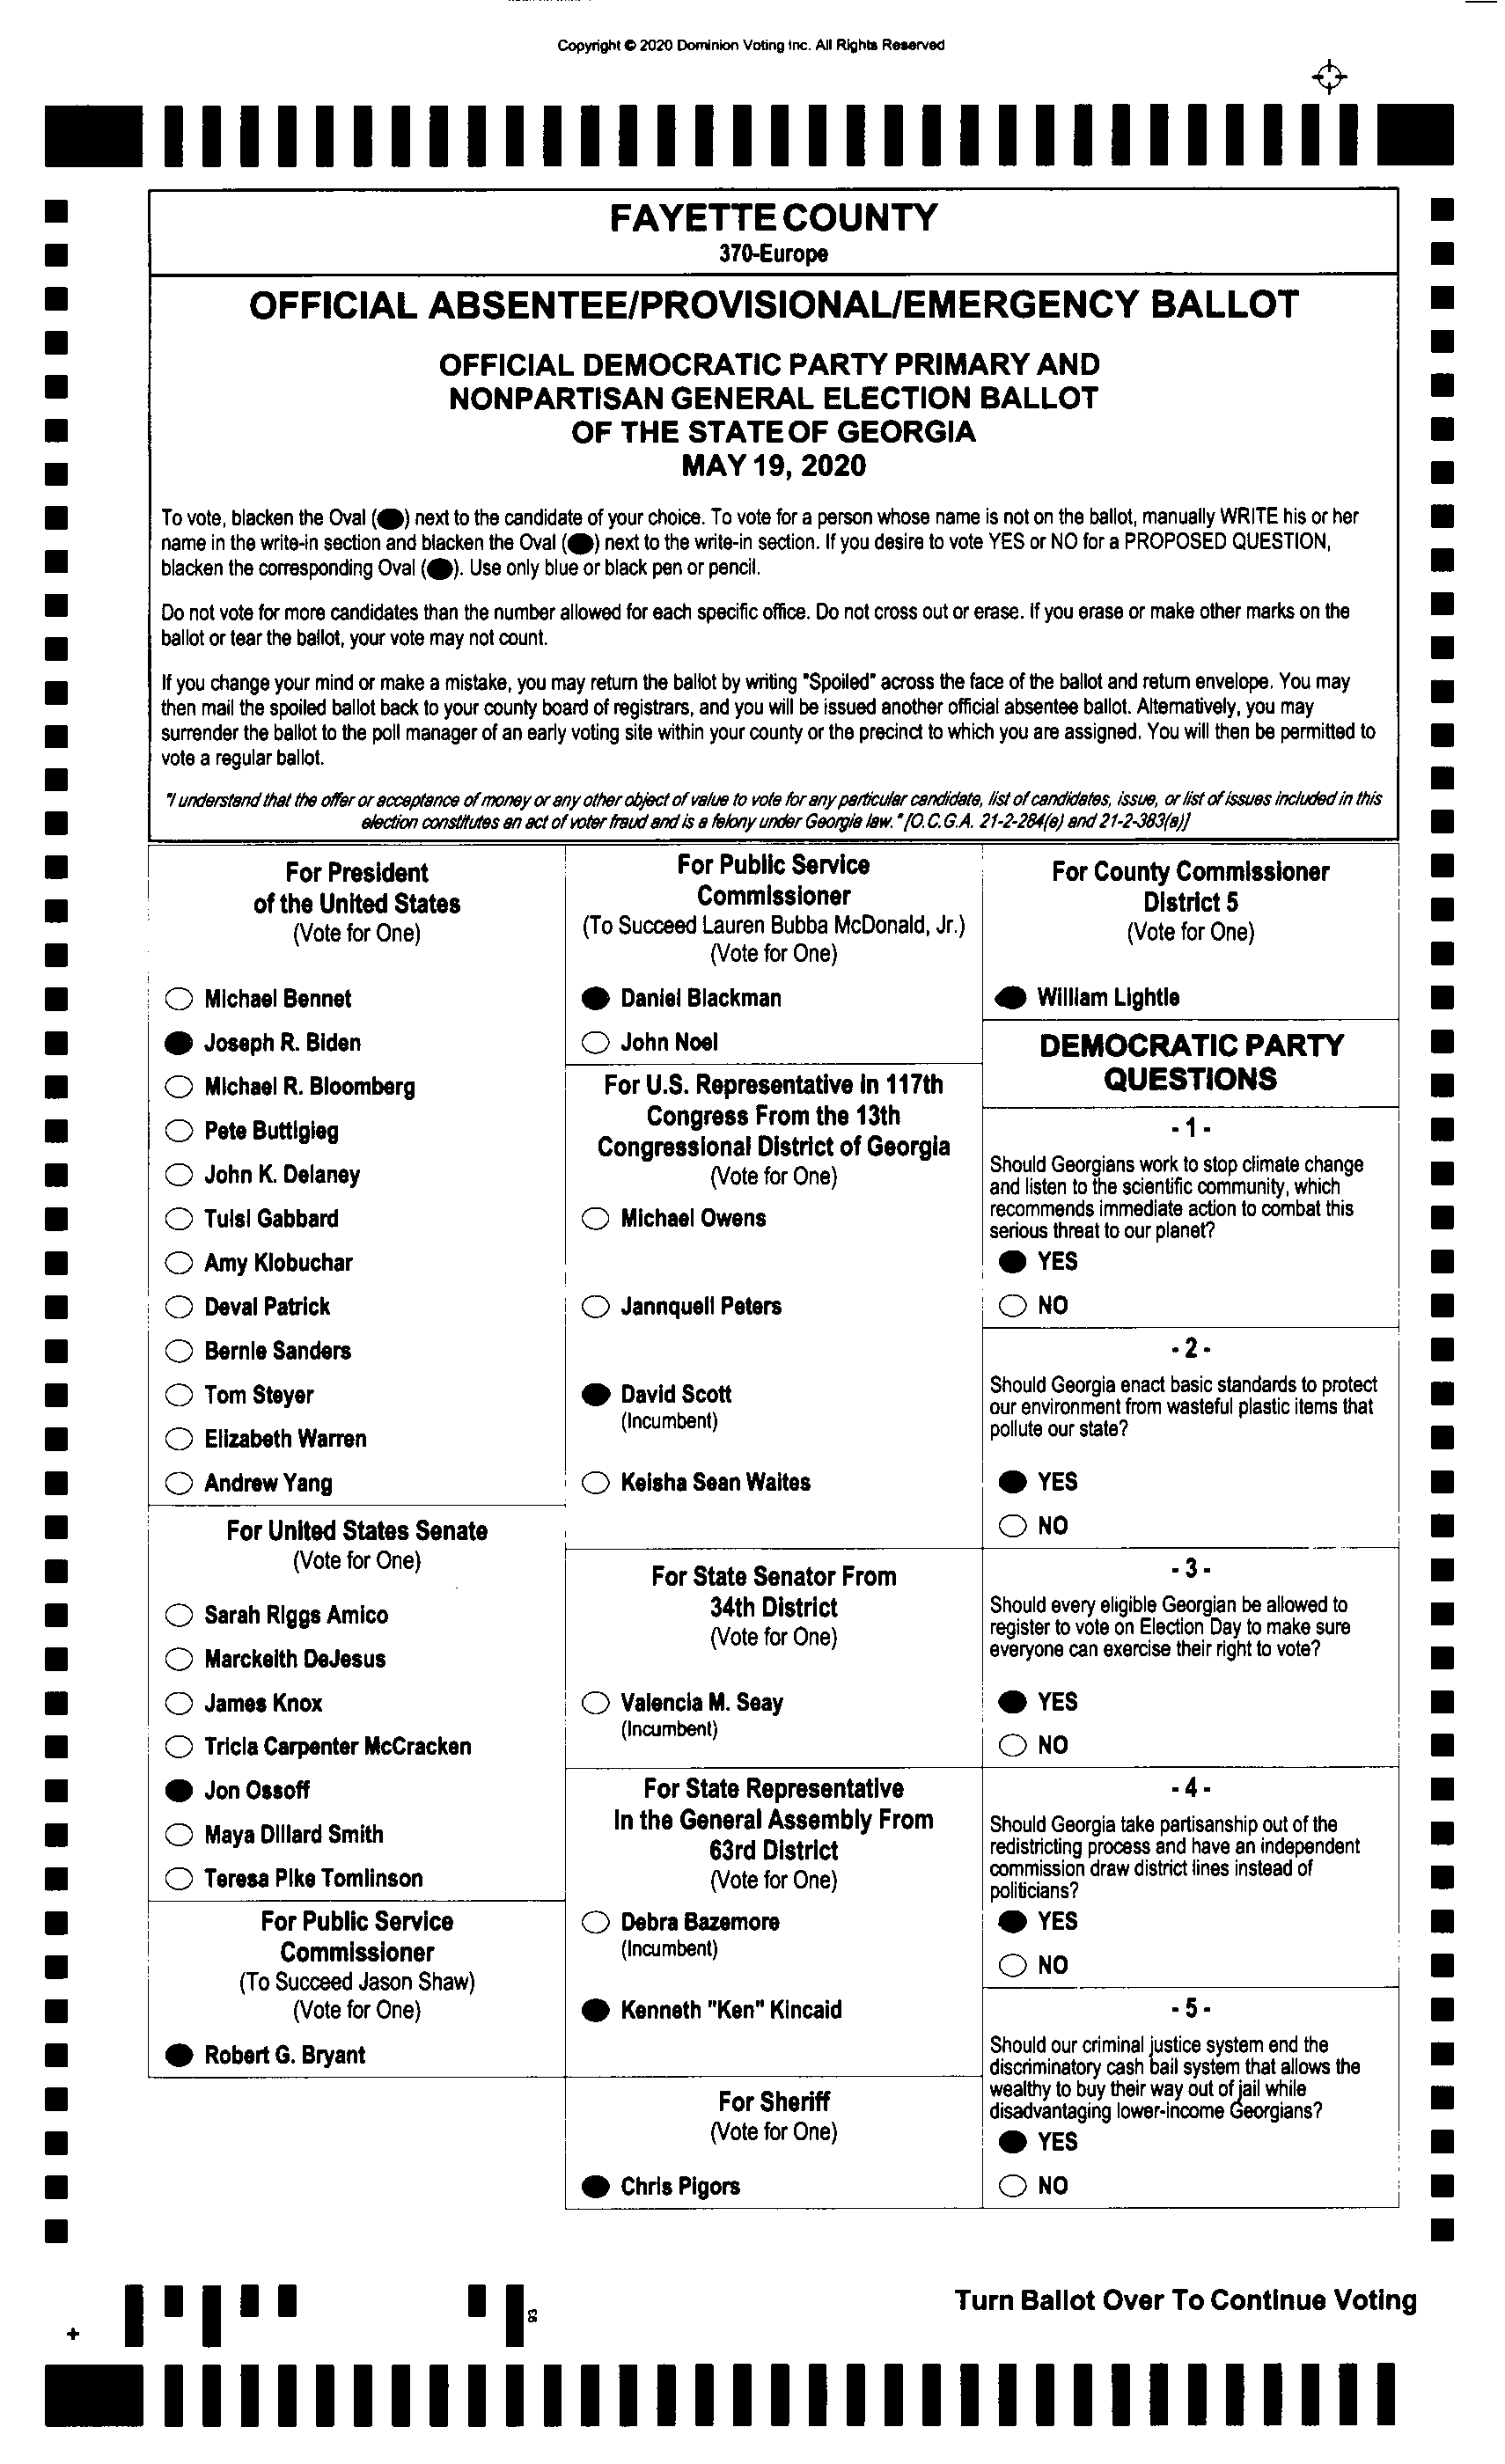 Copyright © 2020 Dominion Voting Inc. All Rights Reserved
FAYETTE COUNTY
370-Europe
OFFICIAL ABSENTEE/PROVISIONAL/EMERGENCY BALLOT
OFFICIAL DEMOCRATIC PARTY PRIMARY AND
NONPARTISAN GENERAL ELECTION BALLOT
OF THE STATE OF GEORGIA
MAY 19, 2020
To vote, blacken the Oval ( ) next to the candidate of your choice. To vote for a person whose name is not on the ballot, manually WRITE his or her
name in the write-in section and blacken the Oval ( ) next to the write-in section. If you desire to vote YES or NO for a PROPOSED QUESTION,
blacken the corresponding Oval ( ). Use only blue or black pen or pencil.
Do not vote for more candidates than the number allowed for each specific office. Do not cross out or erase. If you erase or make other marks on the
ballot or tear the ballot, your vote may not count.
If you change your mind or make a mistake, you may return the ballot by writing "Spoiled" across the face of the ballot and return envelope. You may
then mail the spoiled ballot back to your county board of registrars, and you will be issued another official absentee ballot. Alternatively, you may
surrender the ballot to the poll manager of an early voting site within your county or the precinct to which you are assigned. You will then be permitted to
vote a regular ballot.
"I understand that the offer or acceptance of money or any other object of value to vote for any particular candidate, list of candidates, issue, or list of issues included in this
election constitutes an act of voter fraud and is a felony under Georgia law." [O.C.G.A. 21-2-284(e) and 21-2-383(a)]
For President
of the United States
(Vote for One)
Michael Bennet
Joseph R. Biden
Michael R. Bloomberg
Pete Buttigieg
John K. Delaney
Tulsi Gabbard
Amy Klobuchar
Deval Patrick
Bernie Sanders
Tom Steyer
Elizabeth Warren
Andrew Yang
For United States Senate
(Vote for One)
Sarah Riggs Amico
Marckeith DeJesus
James Knox
Tricia Carpenter McCracken
Jon Ossoff
Maya Dillard Smith
Teresa Pike Tomlinson
For Public Service
Commissioner
(To Succeed Jason Shaw)
(Vote for One)
Robert G. Bryant
For Public Service
Commissioner
(To Succeed Lauren Bubba McDonald, Jr.)
(Vote for One)
Daniel Blackman
John Noel
For U.S. Representative in 117th
Congress From the 13th
Congressional District of Georgia
(Vote for One)
Michael Owens
Jannquell Peters
David Scott
(Incumbent)
Keisha Sean Waites
For State Senator From
34th District
(Vote for One)
Valencia M. Seay
(Incumbent)
For State Representative
In the General Assembly From
63rd District
(Vote for One)
Debra Bazemore
(Incumbent)
Kenneth "Ken" Kincaid
For Sheriff
(Vote for One)
Chris Pigors
For County Commissioner
District 5
(Vote for One)
William Lightle
DEMOCRATIC PARTY
QUESTIONS
- 1 -
Should Georgians work to stop climate change
and listen to the scientific community, which
recommends immediate action to combat this
serious threat to our planet?
YES
NO
- 2 -
Should Georgia enact basic standards to protect
our environment from wasteful plastic items that
pollute our state?
YES
NO
- 3 -
Should every eligible Georgian be allowed to
register to vote on Election Day to make sure
everyone can exercise their right to vote?
YES
NO
- 4 -
Should Georgia take partisanship out of the
redistricting process and have an independent
commission draw district lines instead of
politicians?
YES
NO
- 5 -
Should our criminal justice system end the
discriminatory cash bail system that allows the
wealthy to buy their way out of jail while
disadvantaging lower-income Georgians?
YES
NO
Turn Ballot Over To Continue Voting
93
+